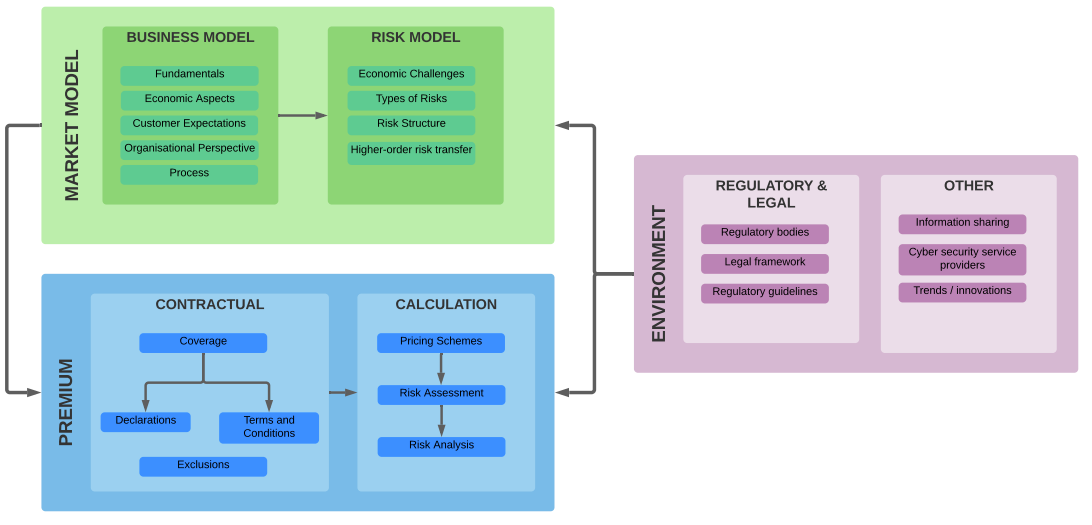 MARKET MODEL
BUSINESS MODEL
Fundamentals
Economic Aspects
Customer Expectations
Organisational Perspective
Process
RISK MODEL
Economic Challenges
Types of Risks
Risk Structure
Higher-order risk transfer
PREMIUM
CONTRACTUAL
Coverage
Declarations
Terms and
Conditions
Exclusions
CALCULATION
Pricing Schemes
Risk Assessment
Risk Analysis
ENVIRONMENT
REGULATORY &
LEGAL
Regulatory bodies
Legal framework
Regulatory guidelines
OTHER
Information sharing
Cyber security service
providers
Trends / innovations